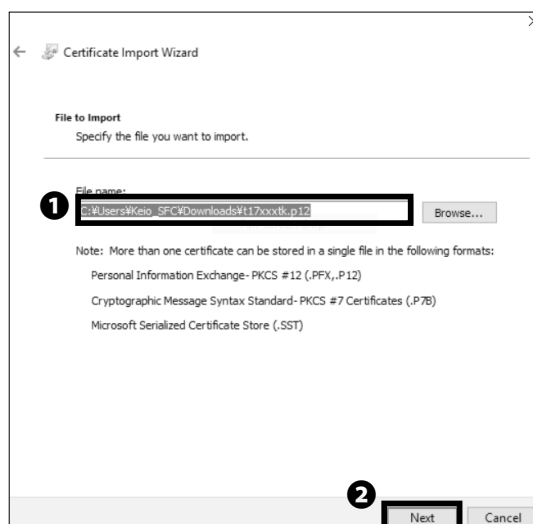 ← Certificate Import Wizard
File to Import
Specify the file you want to import.
File name:
❶ C:¥Users¥Keio_SFC¥Downloads¥t17xxxtk.p12 Browse...
Note: More than one certificate can be stored in a single file in the following formats:
Personal Information Exchange- PKCS #12 (.PFX,.P12)
Cryptographic Message Syntax Standard- PKCS #7 Certificates (.P7B)
Microsoft Serialized Certificate Store (.SST)
❷
Next Cancel